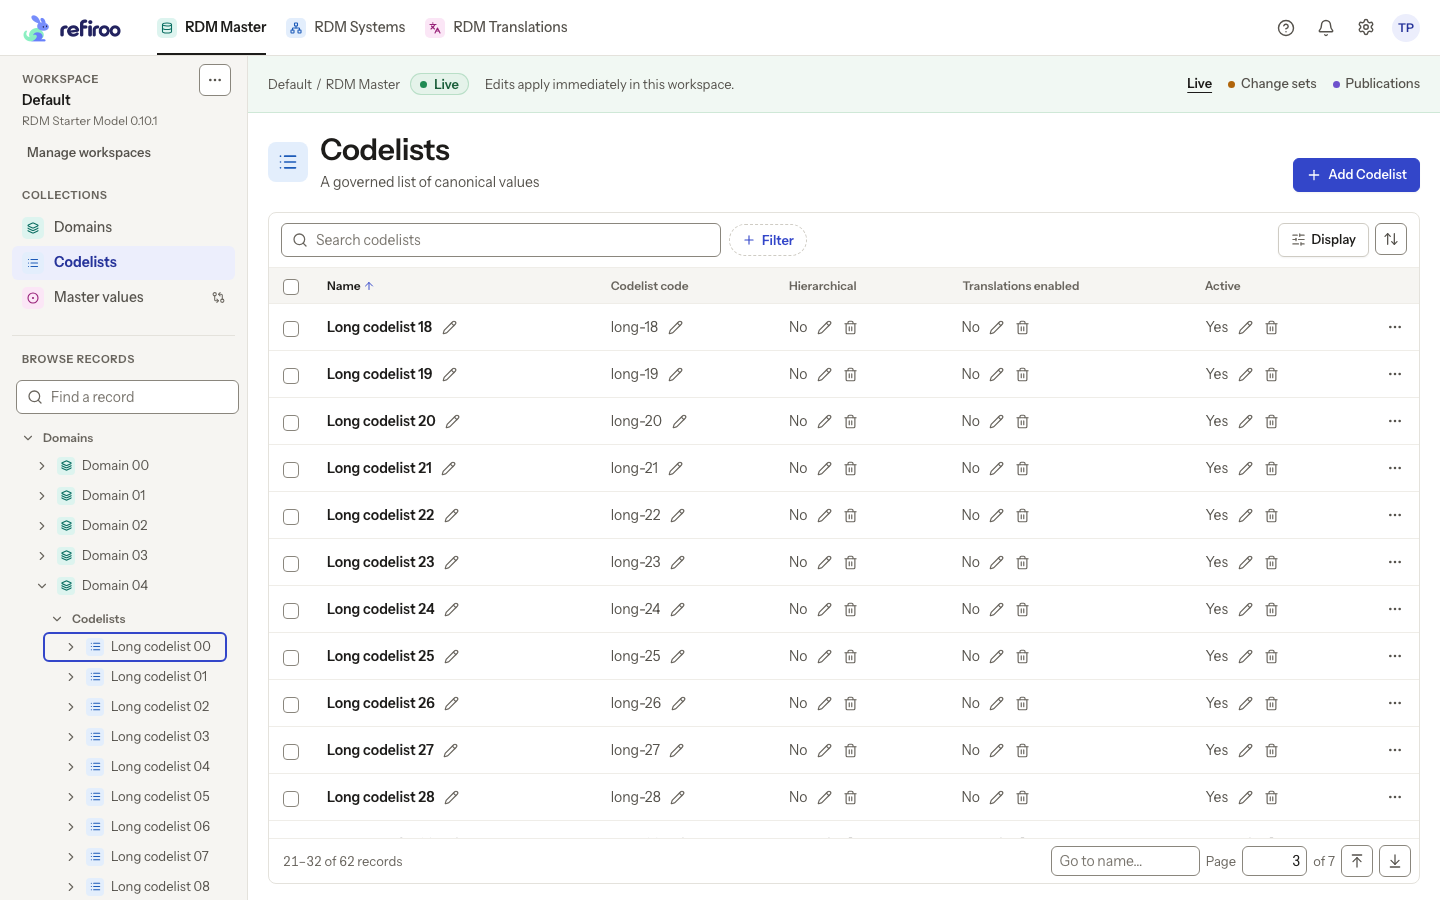 refiroo
RDM Master
RDM Systems
RDM Translations
TP
WORKSPACE
Default
RDM Starter Model 0.10.1
Manage workspaces
COLLECTIONS
Domains
Codelists
Master values
BROWSE RECORDS
Find a record
Domains
Domain 00
Domain 01
Domain 02
Domain 03
Domain 04
Codelists
Long codelist 00
Long codelist 01
Long codelist 02
Long codelist 03
Long codelist 04
Long codelist 05
Long codelist 06
Long codelist 07
Long codelist 08
Default / RDM Master Live Edits apply immediately in this workspace.
Live Change sets Publications
Codelists
A governed list of canonical values
Add Codelist
Search codelists
Filter
Display
Name Codelist code Hierarchical Translations enabled Active
Long codelist 18 long-18 No No Yes
Long codelist 19 long-19 No No Yes
Long codelist 20 long-20 No No Yes
Long codelist 21 long-21 No No Yes
Long codelist 22 long-22 No No Yes
Long codelist 23 long-23 No No Yes
Long codelist 24 long-24 No No Yes
Long codelist 25 long-25 No No Yes
Long codelist 26 long-26 No No Yes
Long codelist 27 long-27 No No Yes
Long codelist 28 long-28 No No Yes
21–32 of 62 records
Go to name... Page 3 of 7